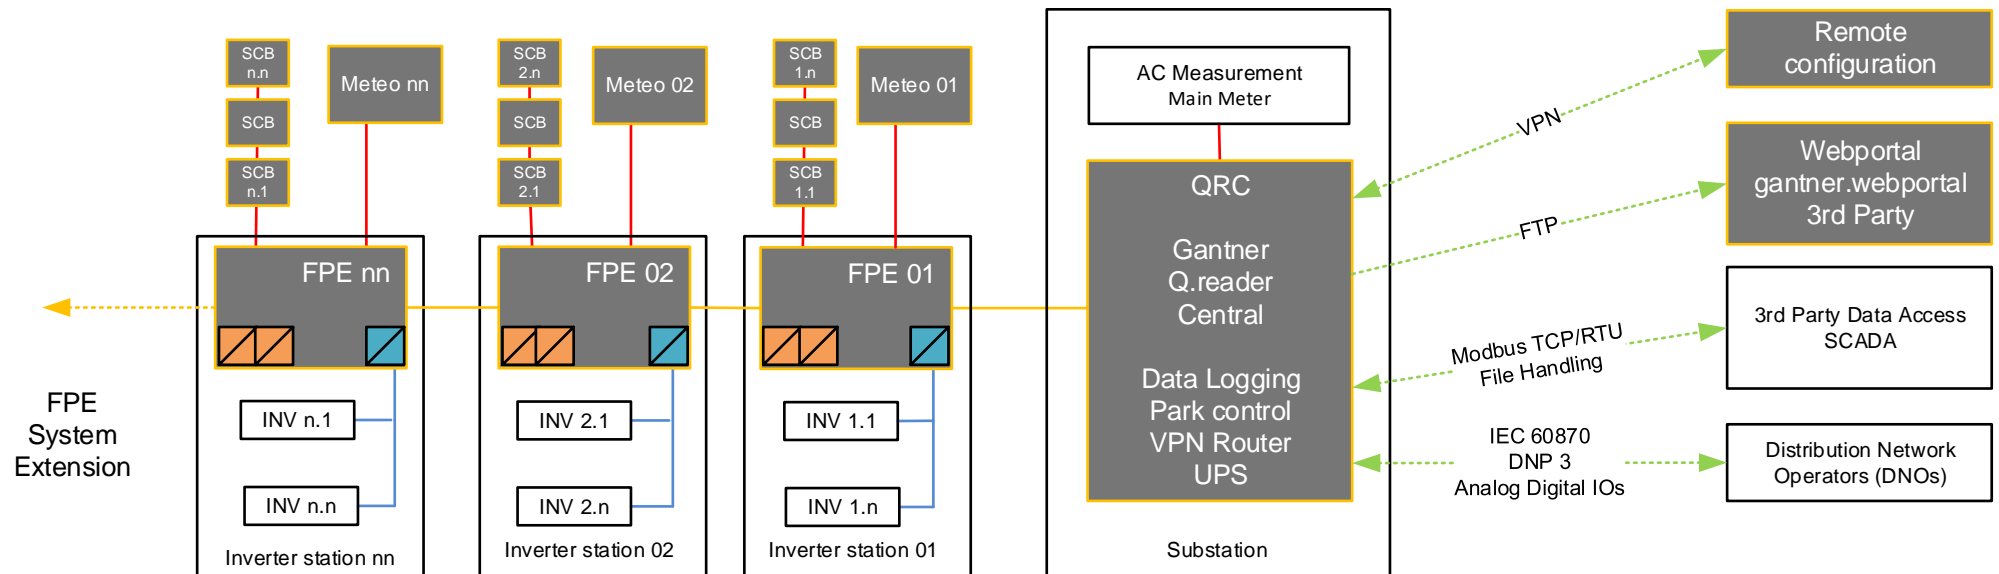 FPE
System
Extension
SCB
n.n
SCB
SCB
n.1
Meteo nn
FPE nn
INV n.1
INV n.n
Inverter station nn
SCB
2.n
SCB
SCB
2.1
Meteo 02
FPE 02
INV 2.1
INV 2.n
Inverter station 02
SCB
1.n
SCB
SCB
1.1
Meteo 01
FPE 01
INV 1.1
INV 1.n
Inverter station 01
AC Measurement
Main Meter
QRC
Gantner
Q.reader
Central
Data Logging
Park control
VPN Router
UPS
Substation
VPN
FTP
Modbus TCP/RTU
File Handling
IEC 60870
DNP 3
Analog Digital IOs
Remote
configuration
Webportal
gantner.webportal
3rd Party
3rd Party Data Access
SCADA
Distribution Network
Operators (DNOs)